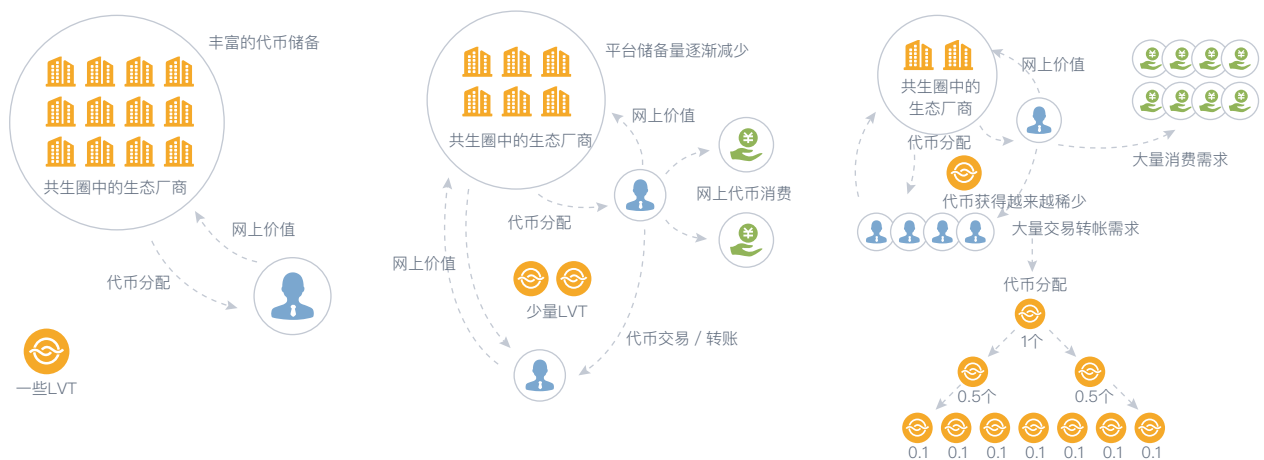 丰富的代币储备
共生圈中的生态厂商
网上价值
代币分配
一些LVT
平台储备量逐渐减少
共生圈中的生态厂商
网上价值
网上代币消费
代币分配
网上价值
少量LVT
代币交易 / 转账
共生圈中的
生态厂商
网上价值
大量消费需求
代币分配
代币获得越来越稀少
大量交易转帐需求
代币分配
1个
0.5个
0.5个
0.1 0.1 0.1 0.1 0.1 0.1 0.1